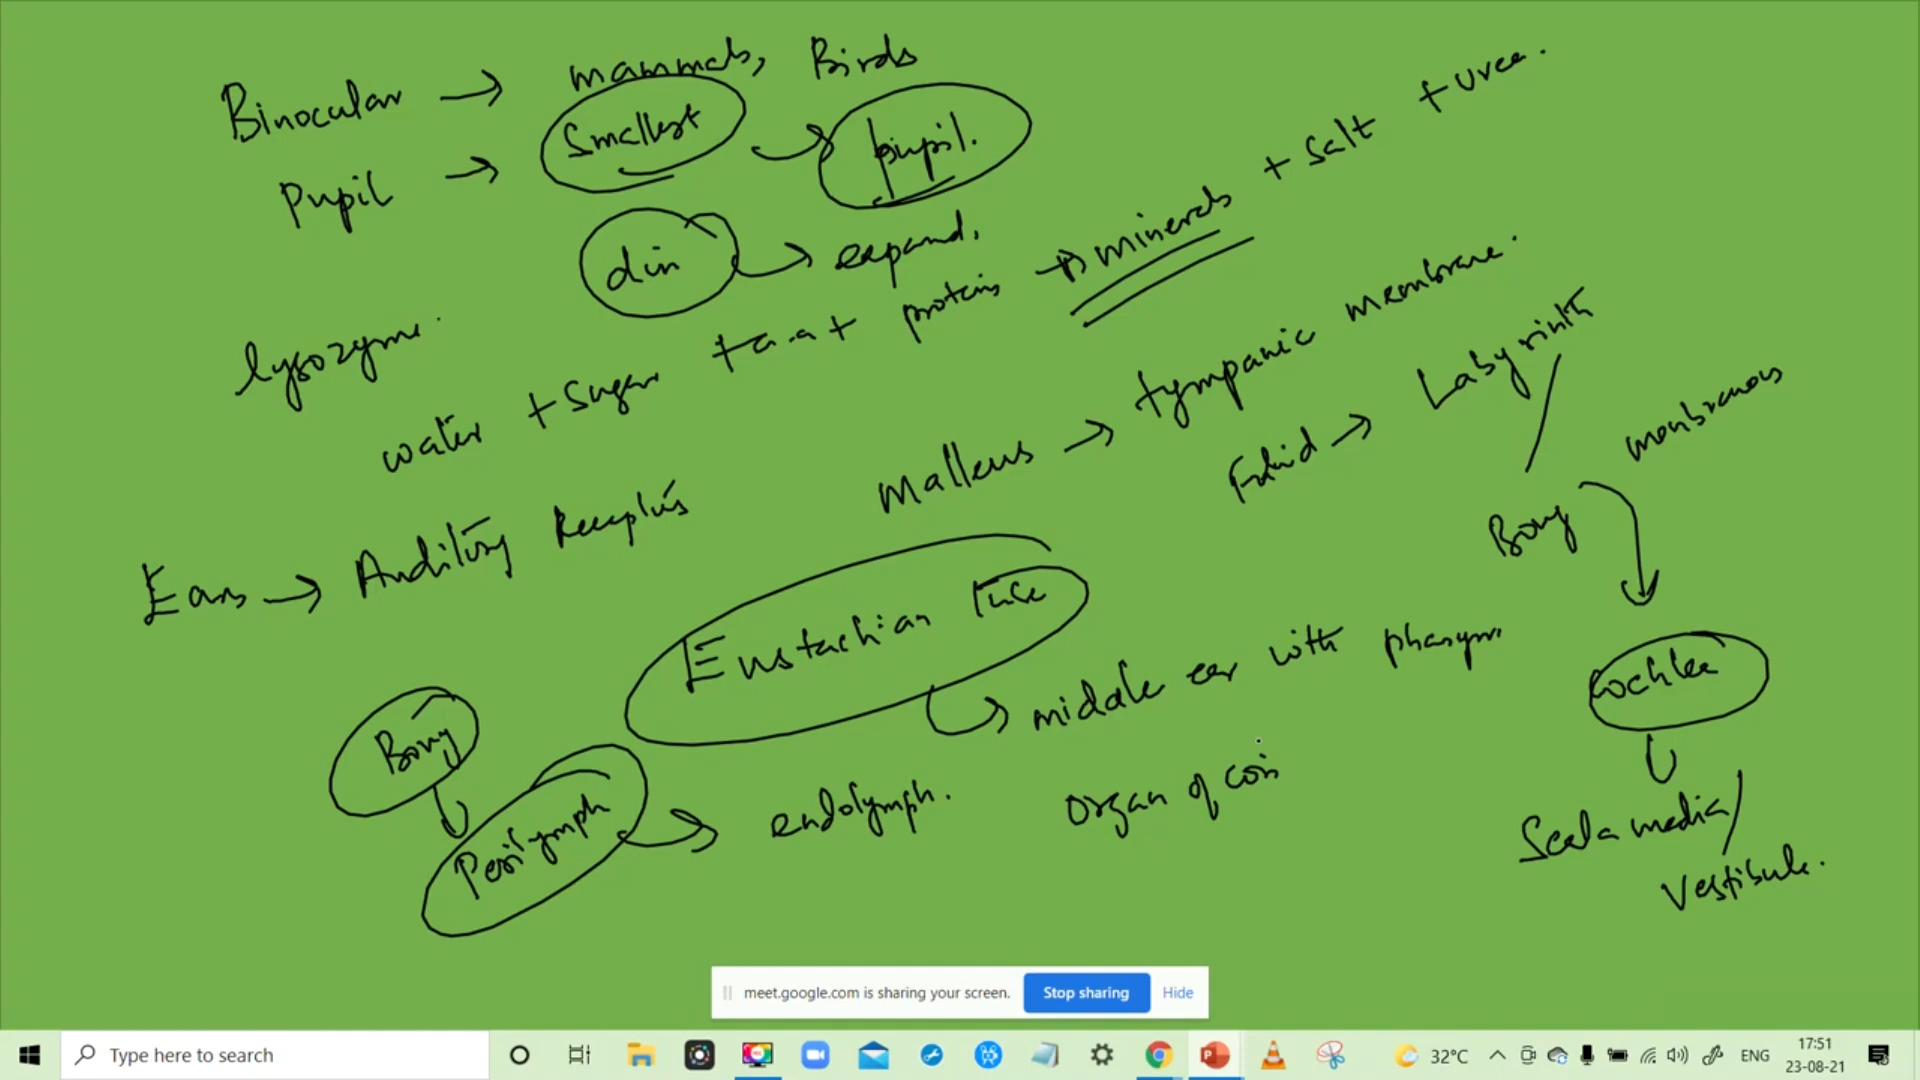 Binocular → mammals, Birds
Pupil → Smallest pupil.
dim expand.
lysozyme.
water + Sugar + a.a + protein → minerals + salt + urea.
Malleus → tympanic membrane.
Fluid → Labyrinth
Bony membranous
Ears → Auditory Receptors
Eustachian tube
middle ear with pharynx
Cochlea
Bony
Perilymph endolymph.
organ of corti
Scala media / Vestibule.
meet.google.com is sharing your screen. Stop sharing Hide
Type here to search
32°C ENG 17:51
23-08-21